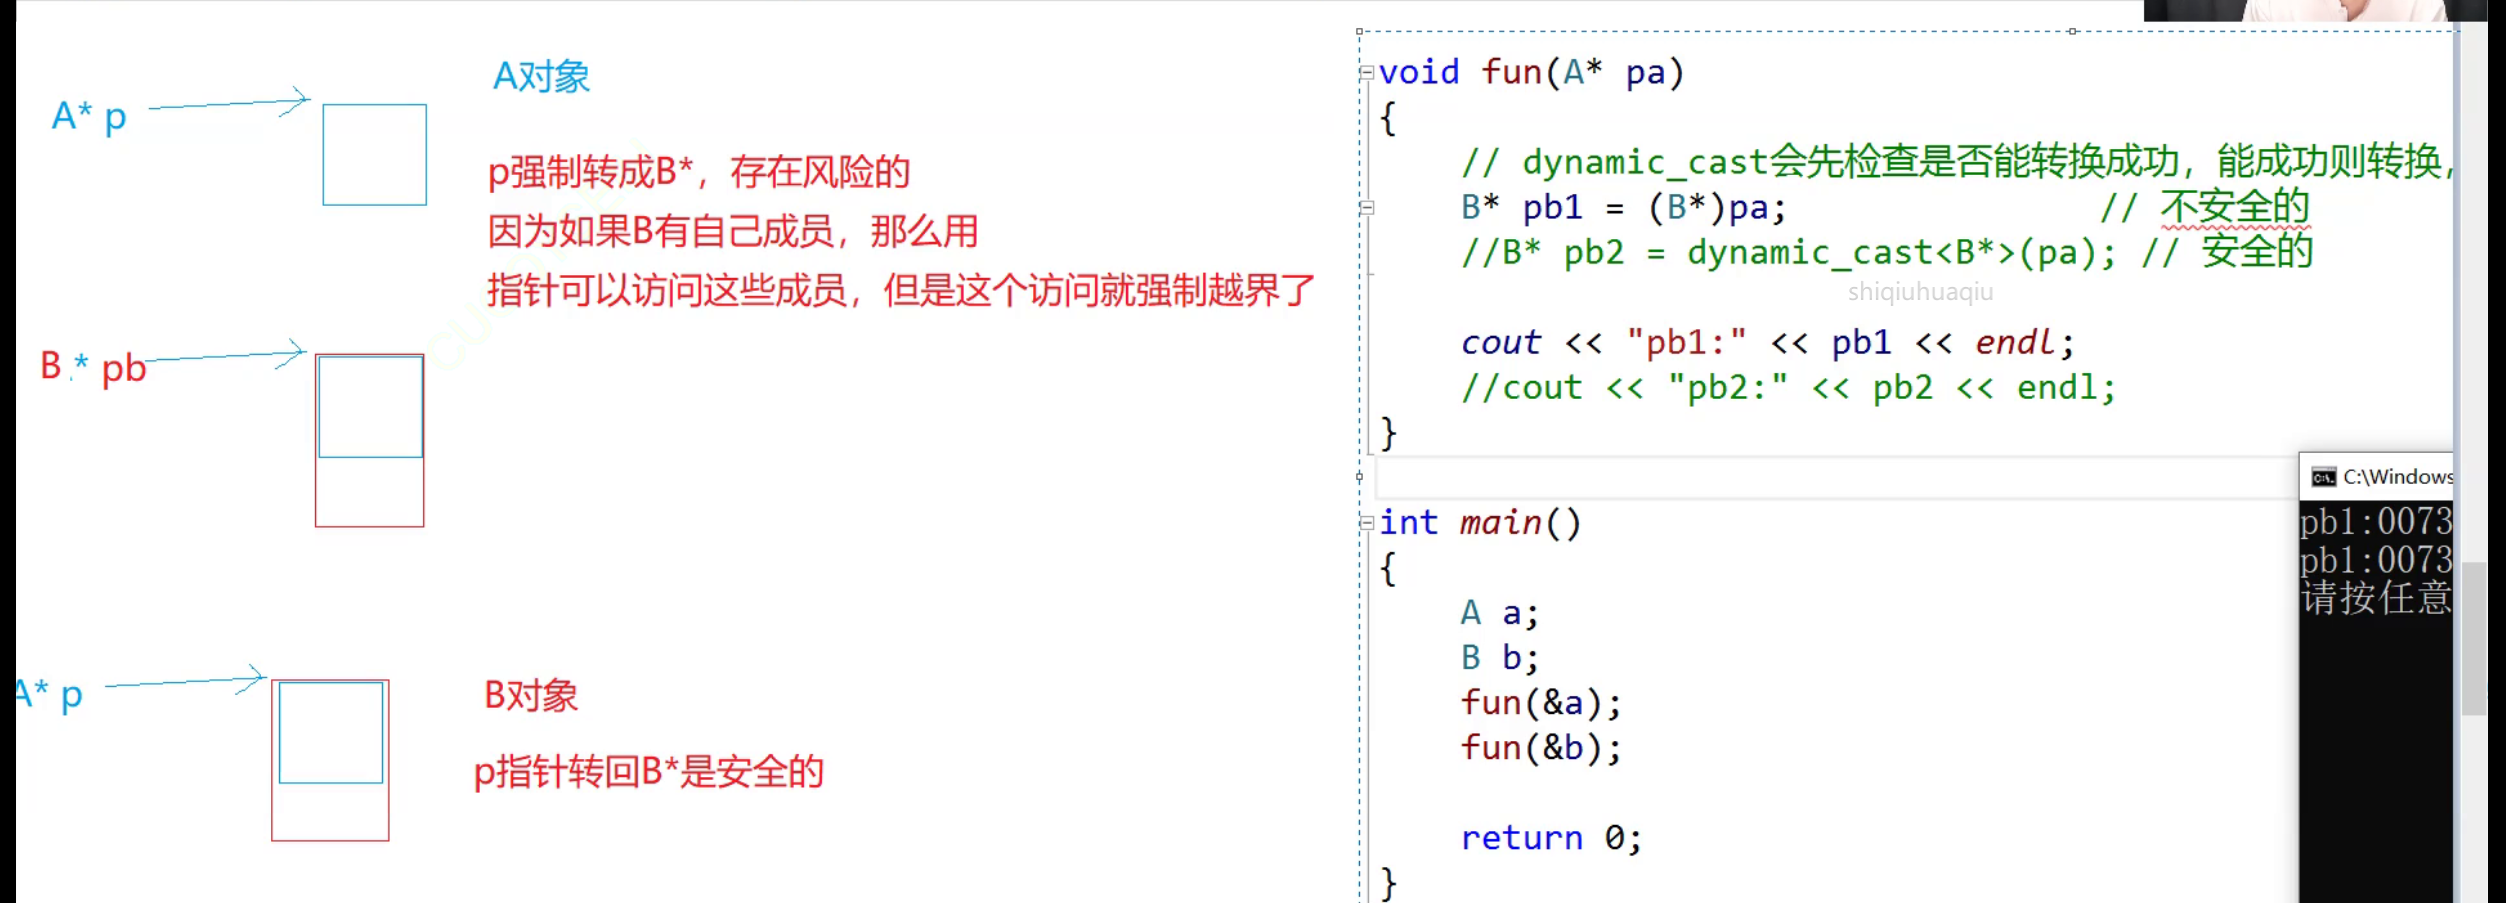 A对象
A* p
p强制转成B*，存在风险的
因为如果B有自己成员，那么用
指针可以访问这些成员，但是这个访问就强制越界了
B * pb
A* p
B对象
p指针转回B*是安全的
void fun(A* pa)
{
// dynamic_cast会先检查是否能转换成功，能成功则转换，
B* pb1 = (B*)pa; // 不安全的
//B* pb2 = dynamic_cast<B*>(pa); // 安全的
shiqiuhuaqiu
cout << "pb1:" << pb1 << endl;
//cout << "pb2:" << pb2 << endl;
}
int main()
{
A a;
B b;
fun(&a);
fun(&b);
return 0;
}
C:\Windows
pb1:0073
pb1:0073
请按任意